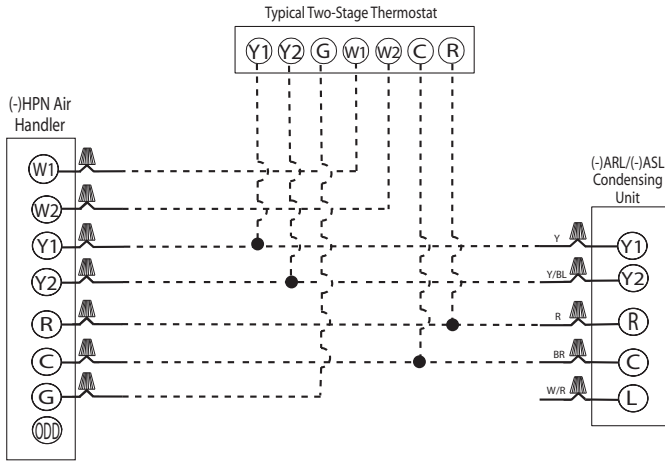 Typical Two-Stage Thermostat
Y1 Y2 G W1 W2 C R
(-)HPN Air
Handler
W1
W2
Y1
Y2
R
C
G
ODD
(-)ARL/(-)ASL
Condensing
Unit
Y Y1
Y/BL Y2
R R
BR C
W/R L